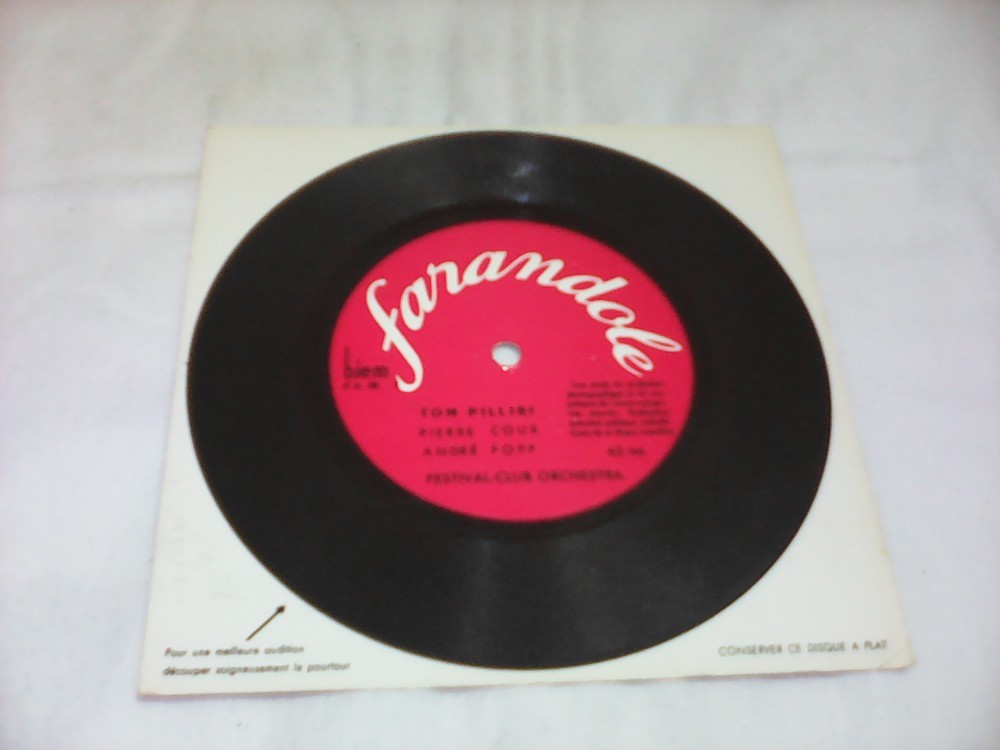 farandole
biem
TOM PILLIBI
PIERRE COUR
ANDRÉ POPP
FESTIVAL-CLUB ORCHESTRA
Pour une meilleure audition
découper soigneusement le pourtour
CONSERVER CE DISQUE A PLAT